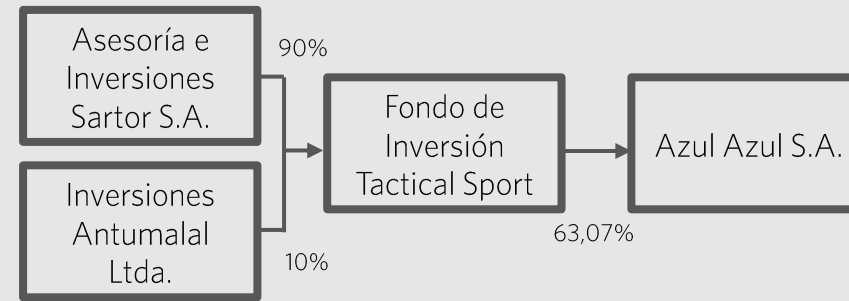 Asesoría e
Inversiones
Sartor S.A.
90%
Inversiones
Antumalal
Ltda.
10%
Fondo de
Inversión
Tactical Sport
63,07%
Azul Azul S.A.